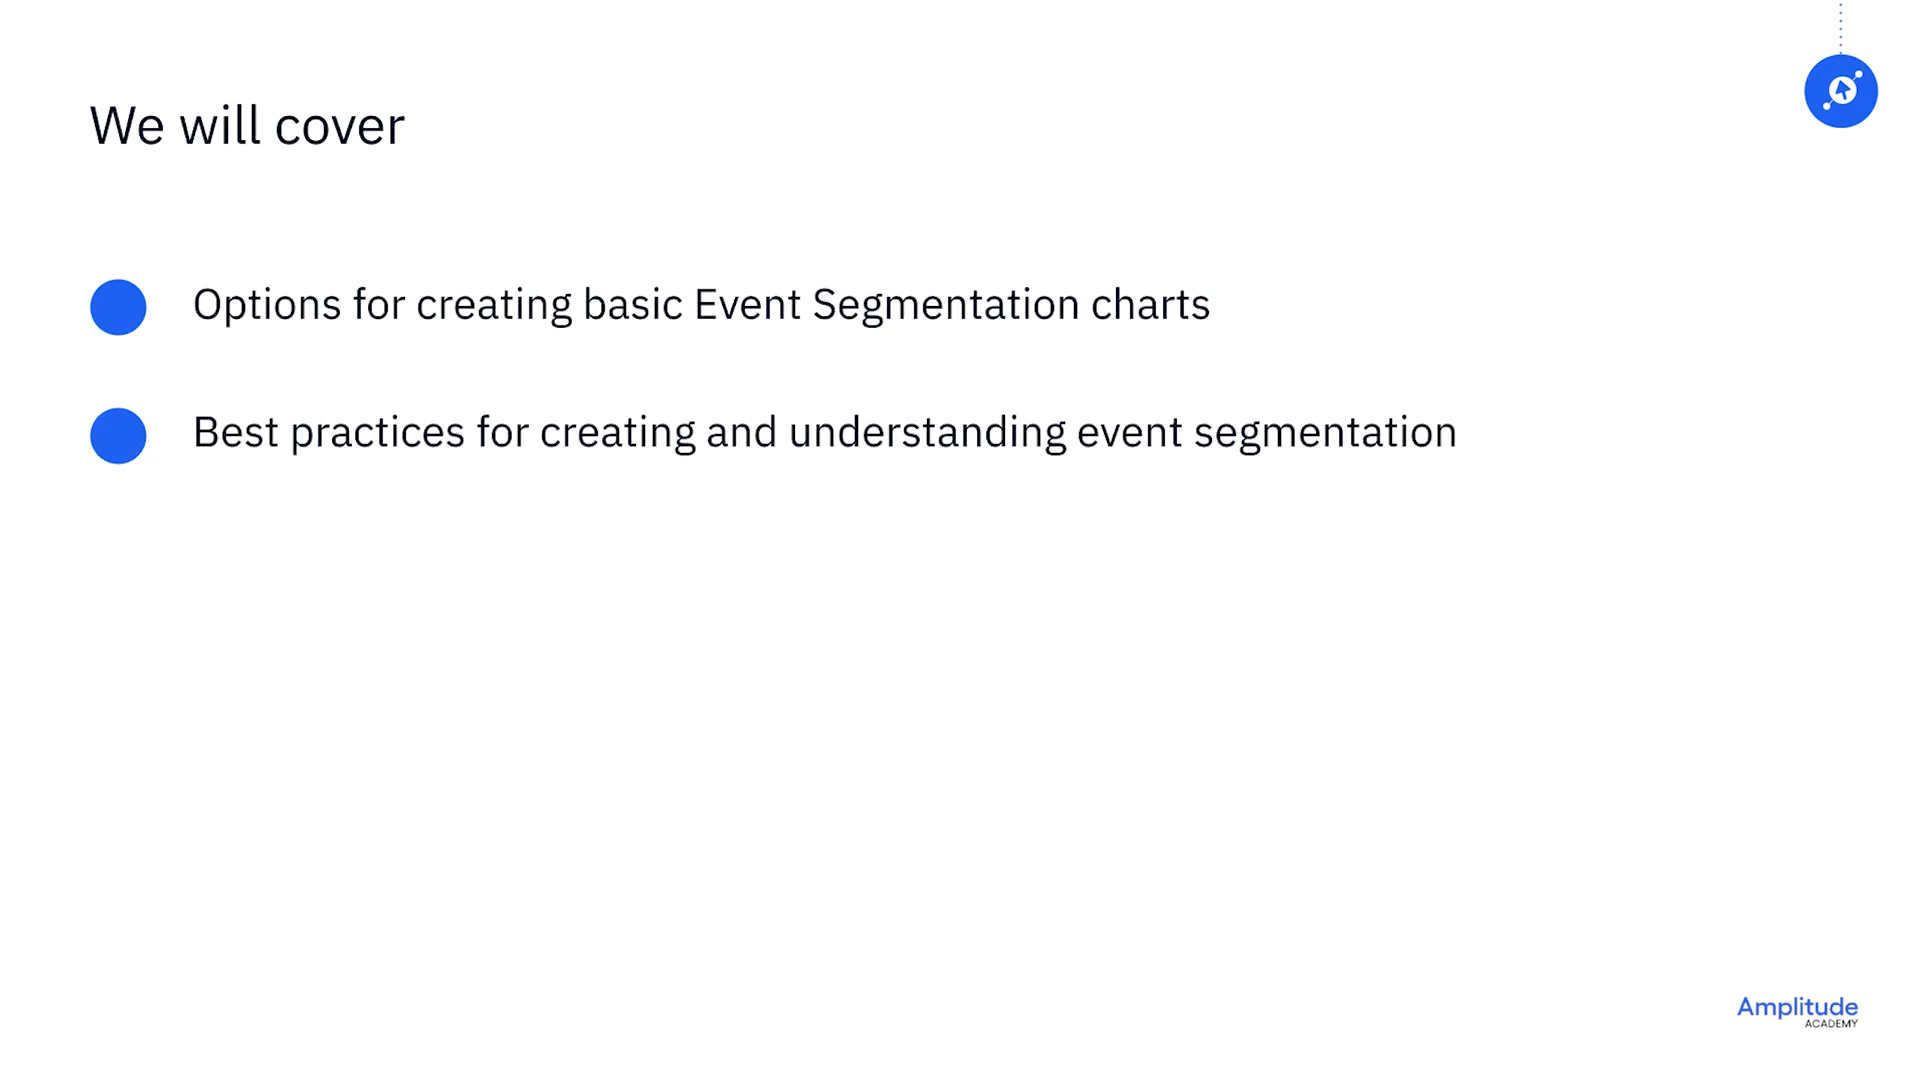 We will cover
Options for creating basic Event Segmentation charts
Best practices for creating and understanding event segmentation
Amplitude
ACADEMY